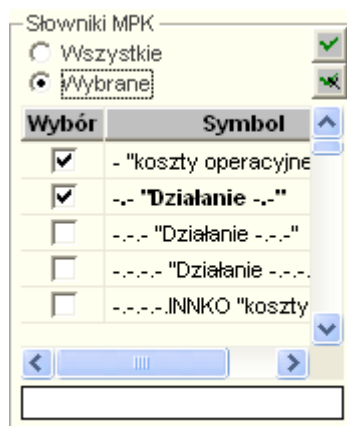 Słowniki MPK
Wszystkie
Wybrane
Wybór Symbol
- "koszty operacyjne
-.- "Działanie -.-"
-.-.- "Działanie -.-.-"
-.-.-.- "Działanie -.-.-.
-.-.-.-.INNKO "koszty